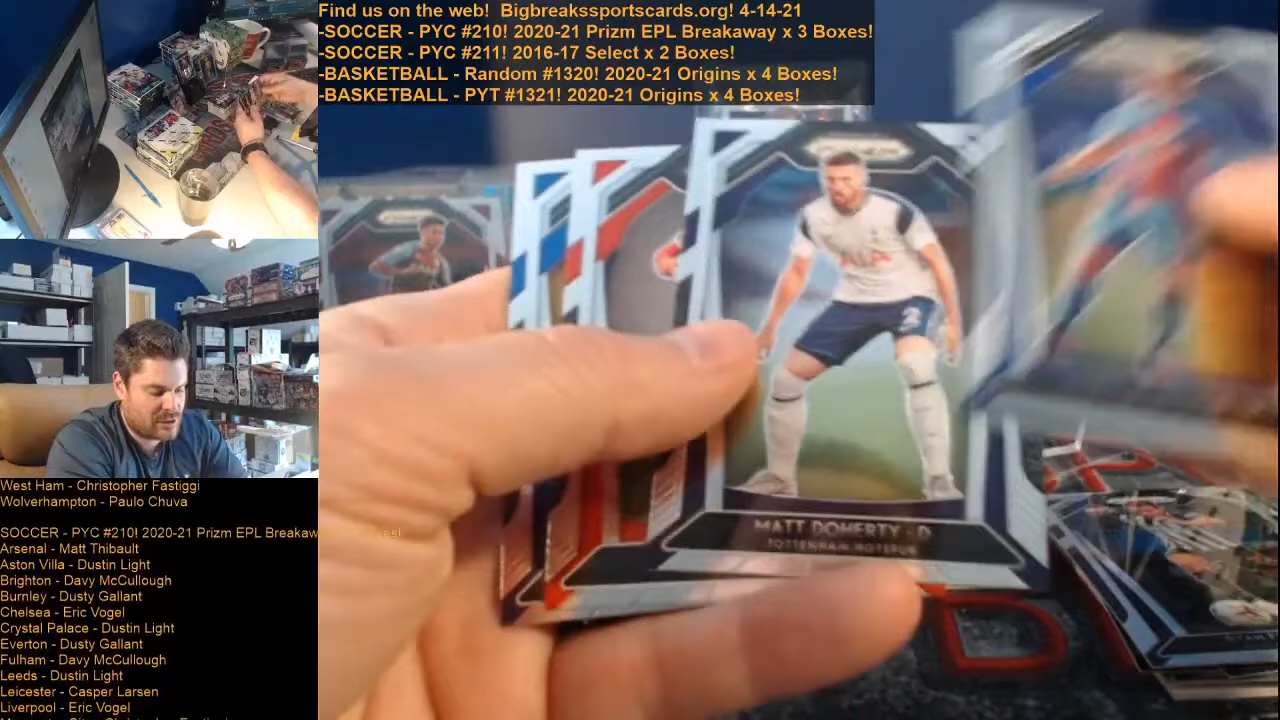 Find us on the web!  Bigbreakssportscards.org! 4-14-21
-SOCCER - PYC #210! 2020-21 Prizm EPL Breakaway x 3 Boxes!
-SOCCER - PYC #211! 2016-17 Select x 2 Boxes!
-BASKETBALL - Random #1320! 2020-21 Origins x 4 Boxes!
-BASKETBALL - PYT #1321! 2020-21 Origins x 4 Boxes!
PRIZM
AIA
2
MATT DOHERTY - D
TOTTENHAM HOTSPUR
West Ham - Christopher Fastiggi
Wolverhampton - Paulo Chuva
SOCCER - PYC #210! 2020-21 Prizm EPL Breakaw
Arsenal - Matt Thibault
Aston Villa - Dustin Light
Brighton - Davy McCullough
Burnley - Dusty Gallant
Chelsea - Eric Vogel
Crystal Palace - Dustin Light
Everton - Dusty Gallant
Fulham - Davy McCullough
Leeds - Dustin Light
Leicester - Casper Larsen
Liverpool - Eric Vogel